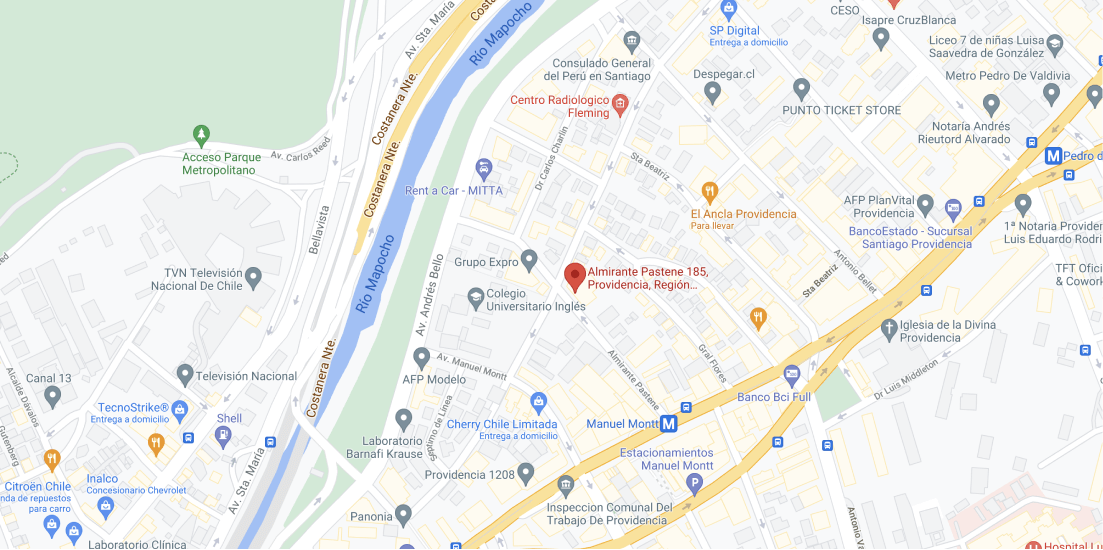 Av. Sta. María
Costanera Nte.
Río Mapocho
SP Digital
Entrega a domicilio
CESO
Isapre CruzBlanca
Liceo 7 de niñas Luisa
Saavedra de González
Consulado General
del Perú en Santiago
Despegar.cl
Metro Pedro De Valdivia
Centro Radiologico
Fleming
PUNTO TICKET STORE
Notaría Andrés
Rieutord Alvarado
Costanera Nte.
Av. Carlos Reed
Acceso Parque
Metropolitano
Costanera Nte.
Dr Carlos Charlín
Sta Beatriz
Pedro d
Rent a Car - MITTA
El Ancla Providencia
Para llevar
AFP PlanVital
Providencia
BancoEstado - Sucursal
Santiago Providencia
1ª Notaria Providen
Luis Eduardo Rodri
Bellavista
Río Mapocho
Av. Andrés Bello
Grupo Expro
Almirante Pastene 185,
Providencia, Región...
Sta Beatriz
Antonio Bellet
TFT Ofi
& Cowork
TVN Televisión
Nacional De Chile
Colegio
Universitario Inglés
Iglesia de la Divina
Providencia
Costanera Nte.
Av. Manuel Montt
Almirante Pastene
Gral Flores
Dr Luis Middleton
Canal 13
Alcalde Dávalos
Televisión Nacional
AFP Modelo
Banco Bci Full
TecnoStrike®
Entrega a domicilio
Shell
Cherry Chile Limitada
Entrega a domicilio
Manuel Montt
Gutenberg
Laboratorio
Barnafi Krause
Estacionamientos
Manuel Montt
Av. Sta. María
Providencia 1208
Citroën Chile
nda de repuestos
para carro
Inalco
Concesionario Chevrolet
Panonia
Inspeccion Comunal Del
Trabajo De Providencia
Antonio Va
Laboratorio Clínica
Hospital Lu